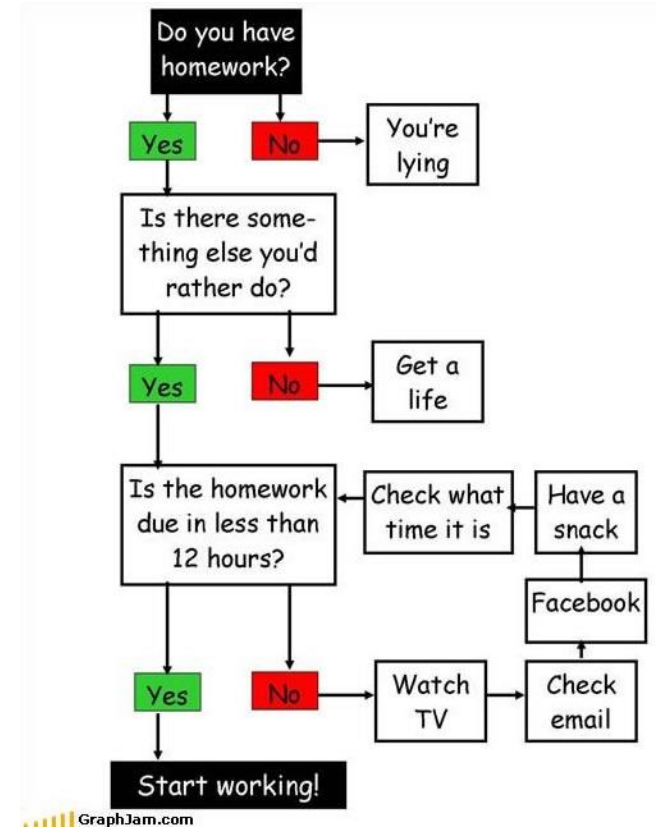 Do you have
homework?
Yes
No
You're
lying
Is there some-
thing else you'd
rather do?
Yes
No
Get a
life
Is the homework
due in less than
12 hours?
Check what
time it is
Have a
snack
Facebook
Yes
No
Watch
TV
Check
email
Start working!
GraphJam.com